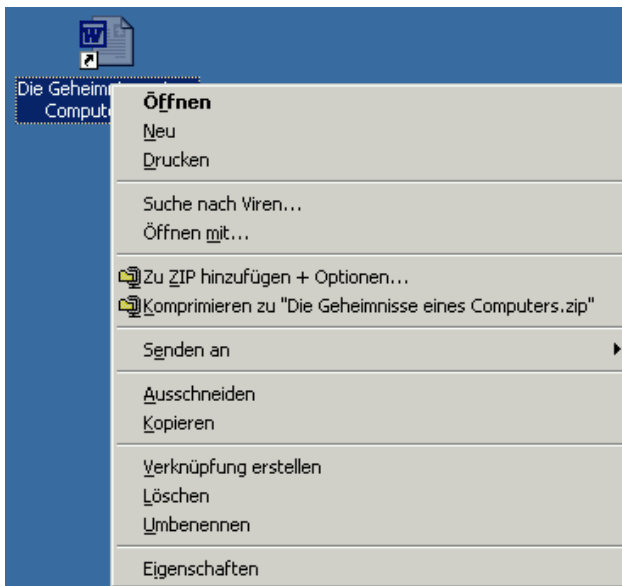 W
Die Geheim
Comput
Öffnen
Neu
Drucken
Suche nach Viren...
Öffnen mit...
Zu ZIP hinzufügen + Optionen...
Komprimieren zu "Die Geheimnisse eines Computers.zip"
Senden an
Ausschneiden
Kopieren
Verknüpfung erstellen
Löschen
Umbenennen
Eigenschaften